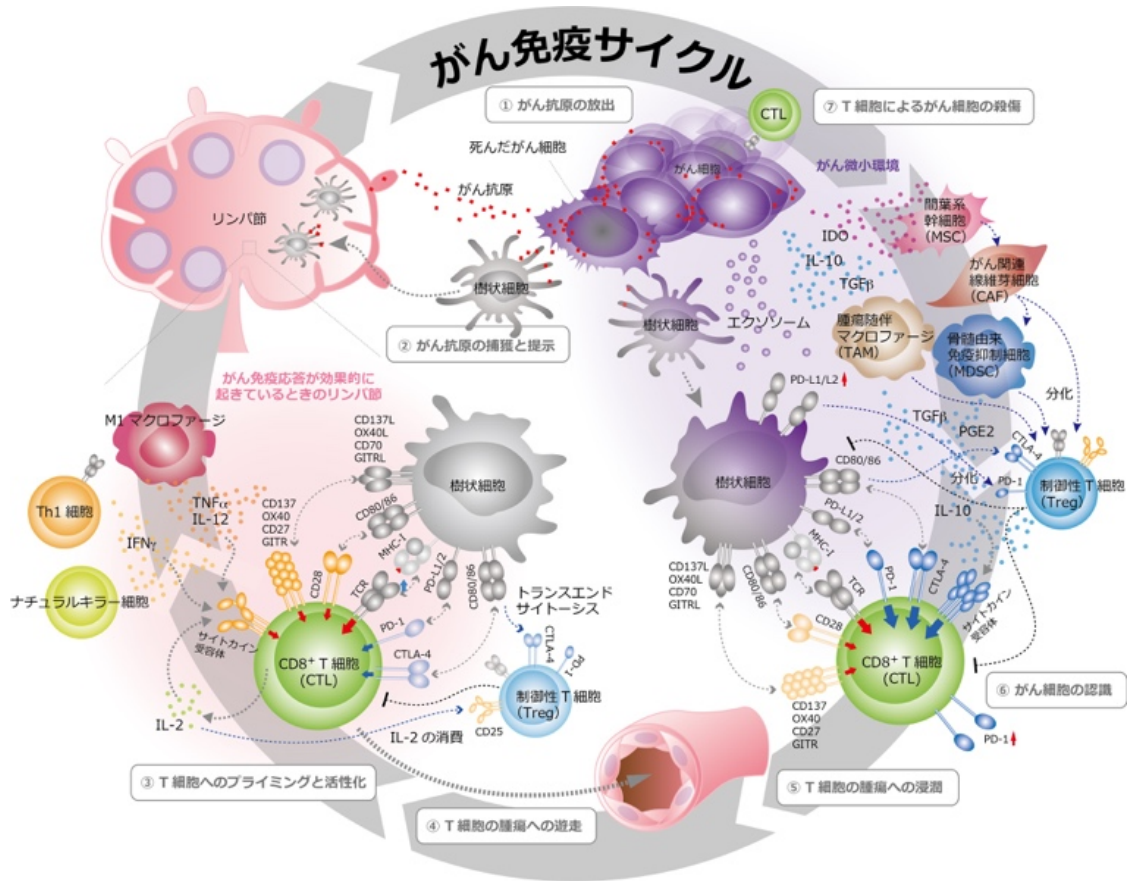 がん免疫サイクル
① がん抗原の放出
CTL
⑦ T 細胞によるがん細胞の殺傷
死んだがん細胞
がん細胞
がん微小環境
がん抗原
リンパ節
間葉系
幹細胞
(MSC)
IDO
IL-10
TGFβ
がん関連
線維芽細胞
(CAF)
樹状細胞
樹状細胞
エクソソーム
腫瘍随伴
マクロファージ
(TAM)
骨髄由来
免疫抑制細胞
(MDSC)
② がん抗原の捕獲と提示
がん免疫応答が効果的に
起きているときのリンパ節
PD-L1/L2
分化
M1 マクロファージ
CD137L
OX40L
CD70
GITRL
TGFβ
PGE2
CTLA-4
CD80/86
樹状細胞
樹状細胞
分化
PD-1
制御性 T 細胞
(Treg)
Th1 細胞
TNFα
IL-12
CD137
OX40
CD27
GITR
CD80/86
IL-10
PD-L1/2
IFNγ
MHC-I
MHC-I
CD28
TCR
PD-L1/2
CD80/86
CD137L
OX40L
CD70
GITRL
CD80/86
TCR
PD-1
CTLA-4
ナチュラルキラー細胞
トランスエンド
サイトーシス
サイトカイン
受容体
PD-1
CTLA-4
CD28
サイトカイン
受容体
CTLA-4
PD-1
CD8⁺ T 細胞
(CTL)
制御性 T 細胞
(Treg)
CD8⁺ T 細胞
(CTL)
⑥ がん細胞の認識
IL-2
CD25
IL-2 の消費
CD137
OX40
CD27
GITR
PD-1
③ T 細胞へのプライミングと活性化
⑤ T 細胞の腫瘍への浸潤
④ T 細胞の腫瘍への遊走